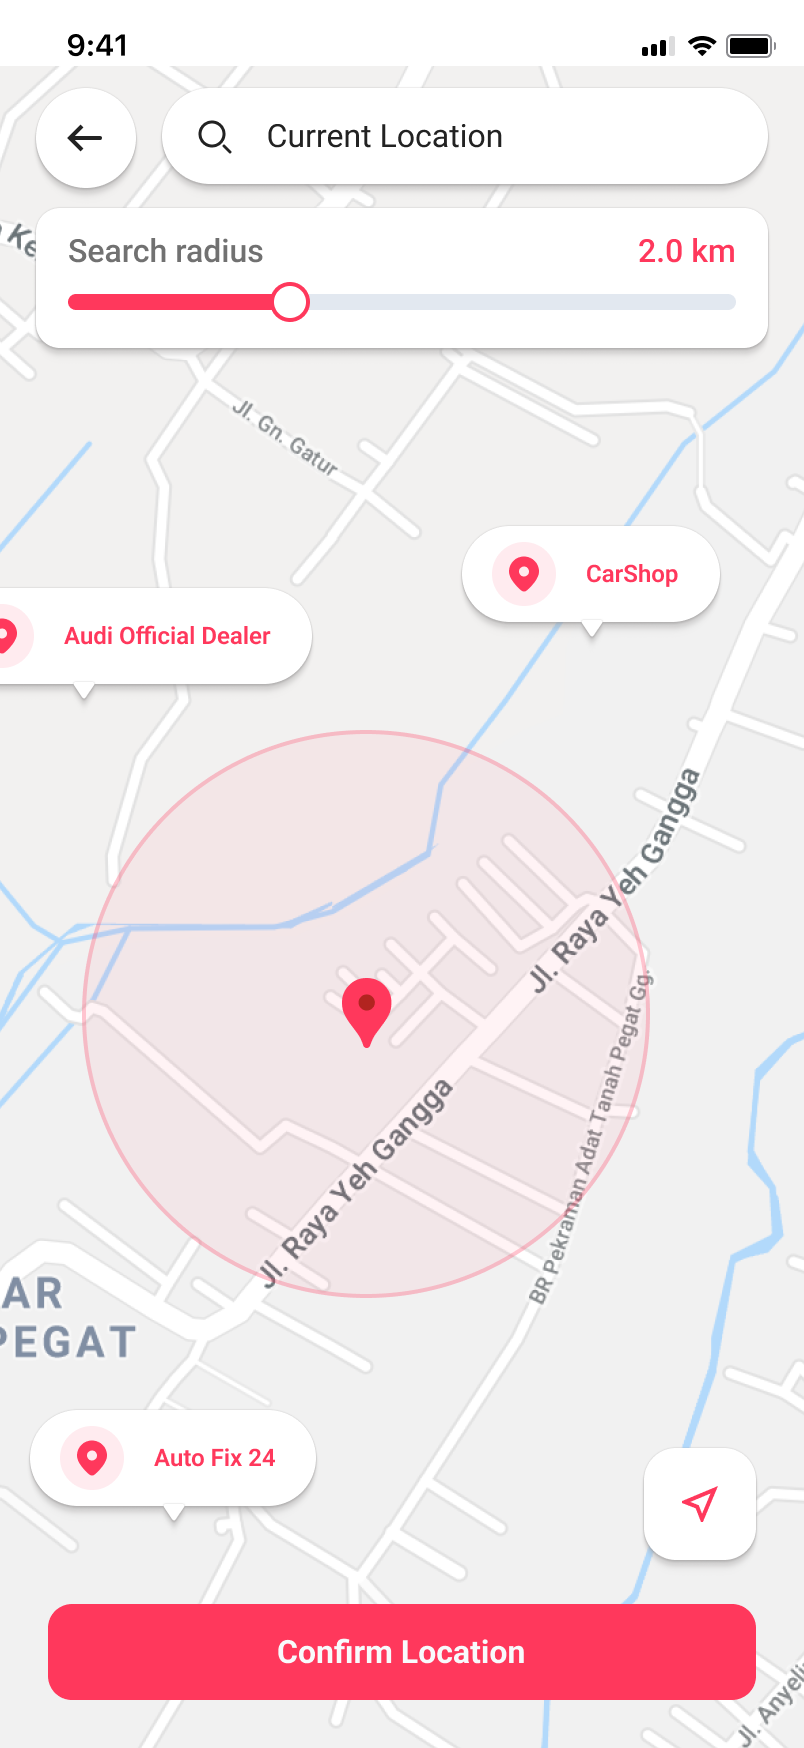 9:41
Current Location
Ke
Search radius
2.0 km
Jl. Gn. Gatur
CarShop
Audi Official Dealer
Jl. Raya Yeh Gangga
Jl. Raya Yeh Gangga
BR Pekraman Adat Tanah Pegat Gg.
AR
PEGAT
Auto Fix 24
Confirm Location
Jl. Anyeli